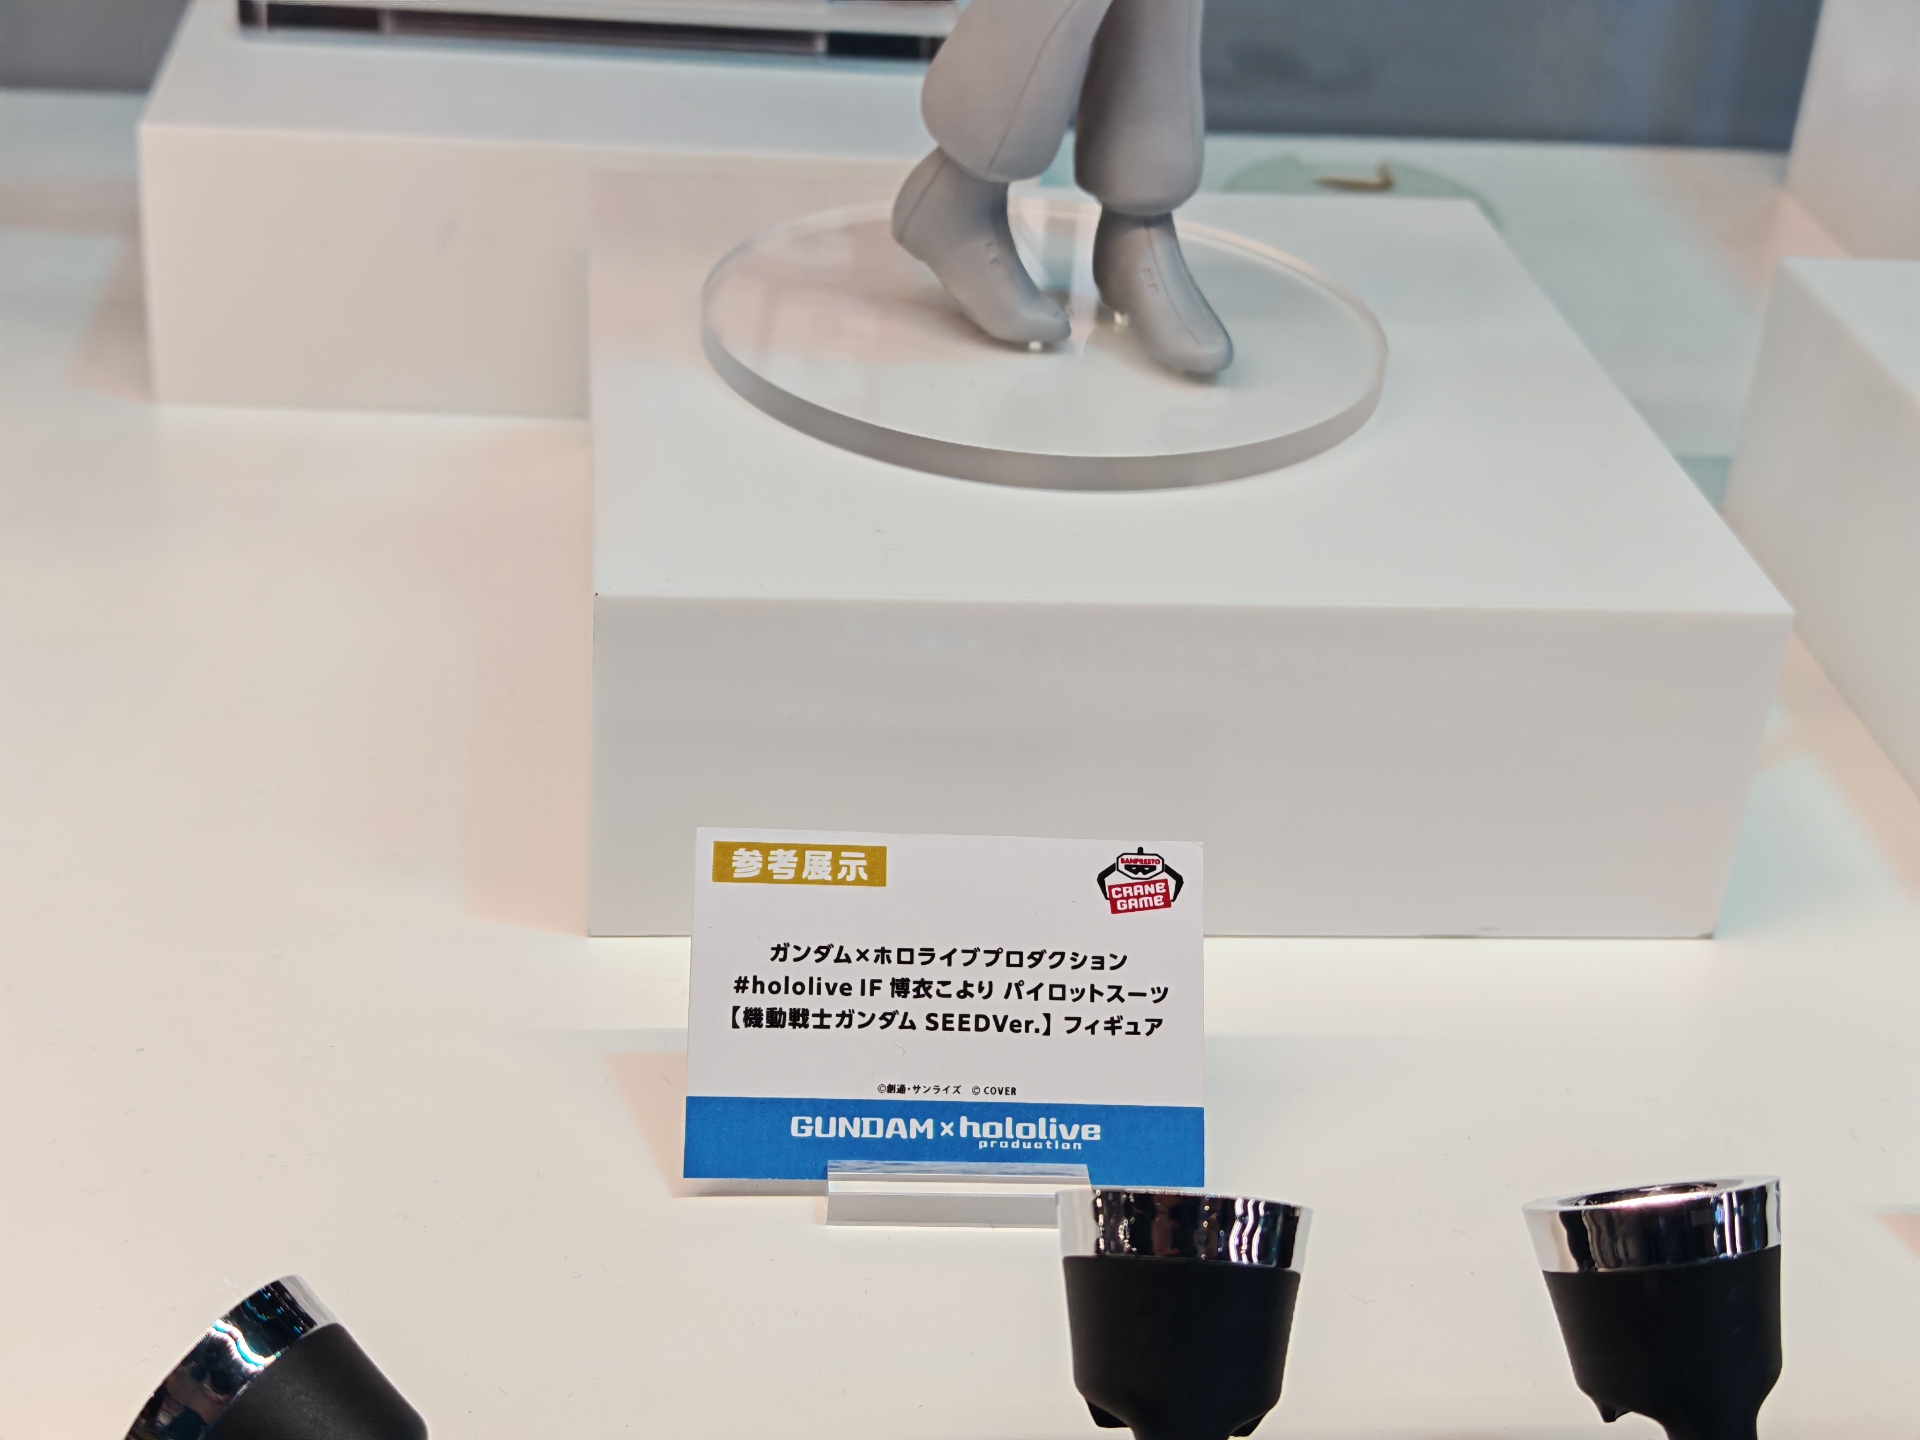 参考展示
BANPRESTO
CRANE
GAME
ガンダム×ホロライブプロダクション
#hololive IF 博衣こより パイロットスーツ
【機動戦士ガンダム SEEDVer.】フィギュア
©創通・サンライズ © COVER
GUNDAM×hololive
production